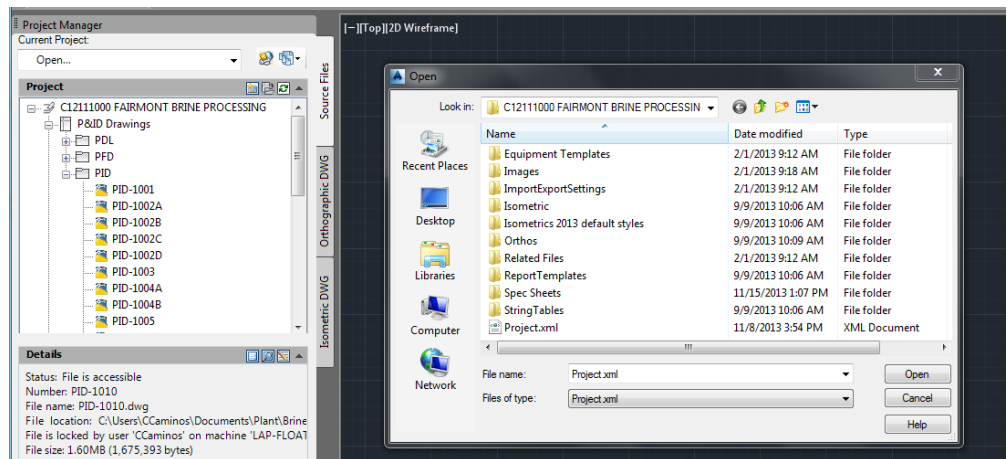 Project Manager
Current Project:
Open...
Project
C12111000 FAIRMONT BRINE PROCESSING
P&ID Drawings
PDL
PFD
PID
PID-1001
PID-1002A
PID-1002B
PID-1002C
PID-1002D
PID-1003
PID-1004A
PID-1004B
PID-1005
Details
Status: File is accessible
Number: PID-1010
File name: PID-1010.dwg
File location: C:\Users\CCaminos\Documents\Plant\Brine
File is locked by user 'CCaminos' on machine 'LAP-FLOAT
File size: 1.60MB (1,675,393 bytes)
Source Files
Orthographic DWG
Isometric DWG
[−][Top][2D Wireframe]
Open
x
Look in: C12111000 FAIRMONT BRINE PROCESSIN
Recent Places
Desktop
Libraries
Computer
Network
Name Date modified Type
Equipment Templates 2/1/2013 9:12 AM File folder
Images 2/1/2013 9:18 AM File folder
ImportExportSettings 2/1/2013 9:12 AM File folder
Isometric 9/9/2013 10:06 AM File folder
Isometrics 2013 default styles 9/9/2013 10:06 AM File folder
Orthos 9/9/2013 10:09 AM File folder
Related Files 2/1/2013 9:12 AM File folder
ReportTemplates 9/9/2013 10:06 AM File folder
Spec Sheets 11/15/2013 1:07 PM File folder
StringTables 9/9/2013 10:06 AM File folder
Project.xml 11/8/2013 3:54 PM XML Document
File name: Project.xml Open
Files of type: Project.xml Cancel
Help